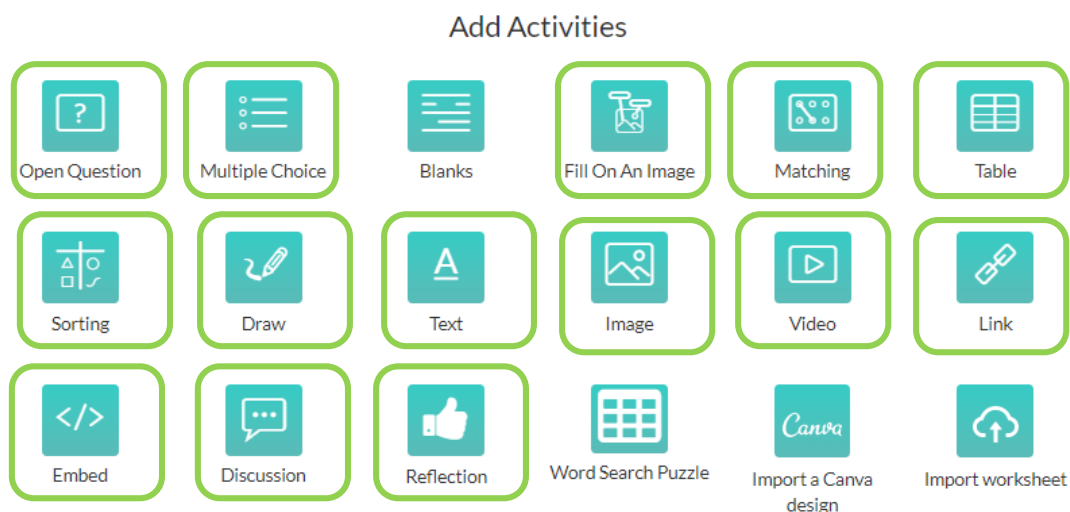 Add Activities
?
Open Question
Multiple Choice
Blanks
Fill On An Image
Matching
Table
Sorting
Draw
A
Text
Image
Video
Link
</>
Embed
Discussion
Reflection
Word Search Puzzle
Canva
Import a Canva
design
Import worksheet